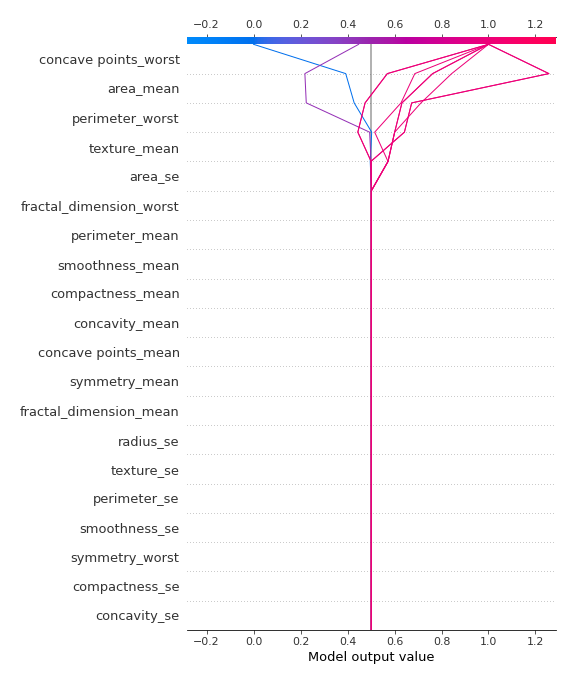 −0.2 0.0 0.2 0.4 0.6 0.8 1.0 1.2
concave points_worst
area_mean
perimeter_worst
texture_mean
area_se
fractal_dimension_worst
perimeter_mean
smoothness_mean
compactness_mean
concavity_mean
concave points_mean
symmetry_mean
fractal_dimension_mean
radius_se
texture_se
perimeter_se
smoothness_se
symmetry_worst
compactness_se
concavity_se
−0.2 0.0 0.2 0.4 0.6 0.8 1.0 1.2
Model output value